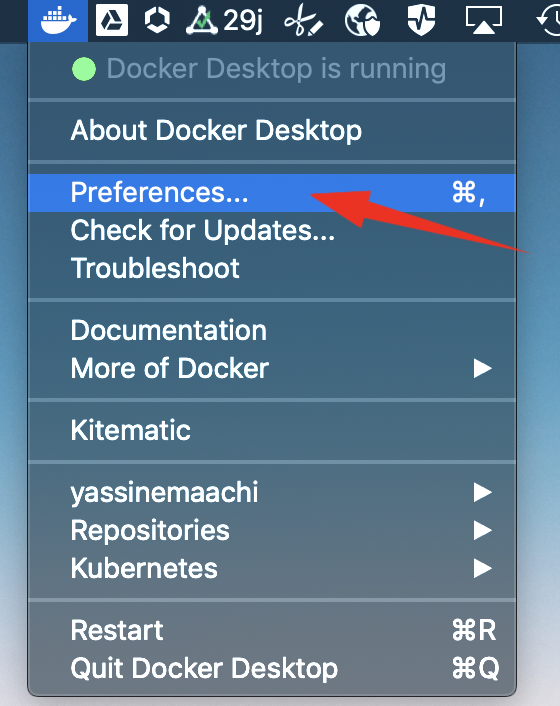 29j
Docker Desktop is running
About Docker Desktop
Preferences... ⌘,
Check for Updates...
Troubleshoot
Documentation
More of Docker ▶
Kitematic
yassinemaachi ▶
Repositories ▶
Kubernetes ▶
Restart ⌘R
Quit Docker Desktop ⌘Q